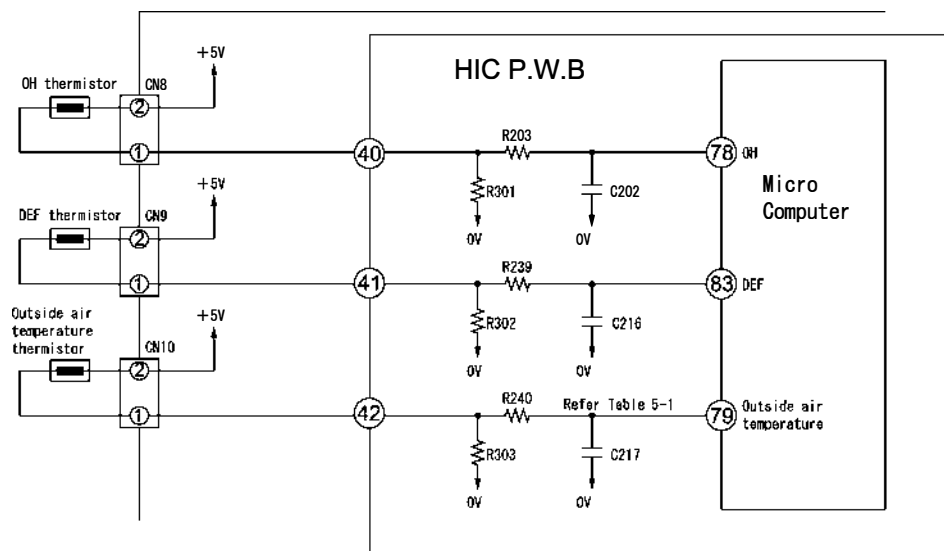 HIC P.W.B
+5V
OH thermistor
CN8
2
1
40
R203
R301
0V
C202
0V
78
OH
Micro
Computer
+5V
DEF thermistor
CN9
2
1
41
R239
R302
0V
C216
0V
83
DEF
+5V
Outside air
temperature
thermistor
CN10
2
1
42
R240
Refer Table 5-1
R303
0V
C217
0V
79
Outside air
temperature